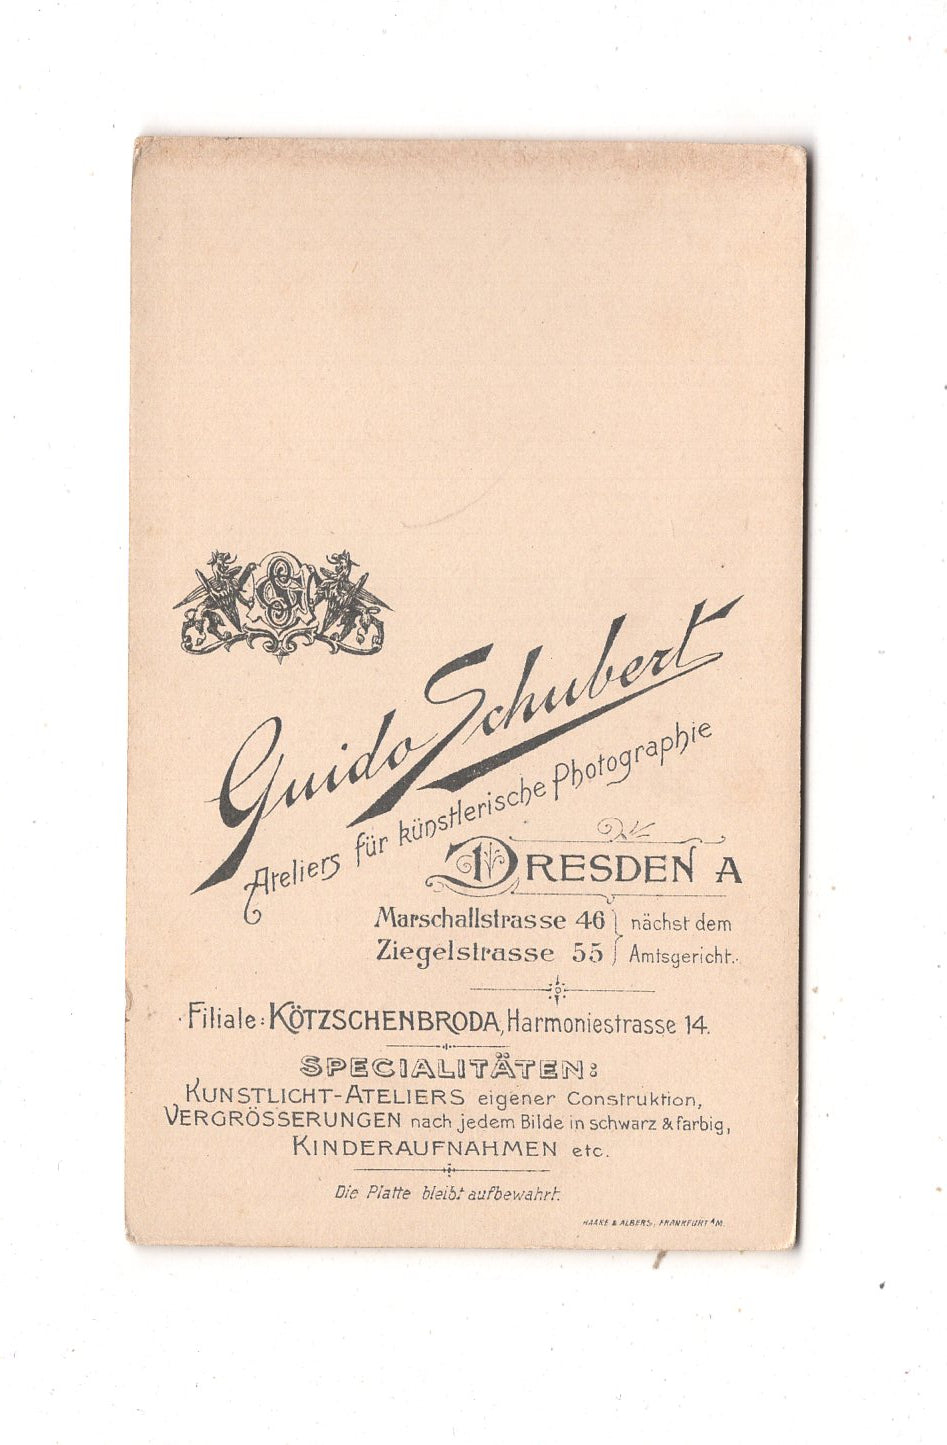 GS
Guido Schubert
Ateliers für künstlerische Photographie
DRESDEN A
Marschallstrasse 46 } nächst dem
Ziegelstrasse 55 } Amtsgericht.
Filiale: KÖTZSCHENBRODA, Harmoniestrasse 14.
SPECIALITÄTEN:
KUNSTLICHT-ATELIERS eigener Construktion,
VERGRÖSSERUNGEN nach jedem Bilde in schwarz & farbig,
KINDERAUFNAHMEN etc.
Die Platte bleibt aufbewahrt.
HAAKE & ALBERS, FRANKFURT A/M.